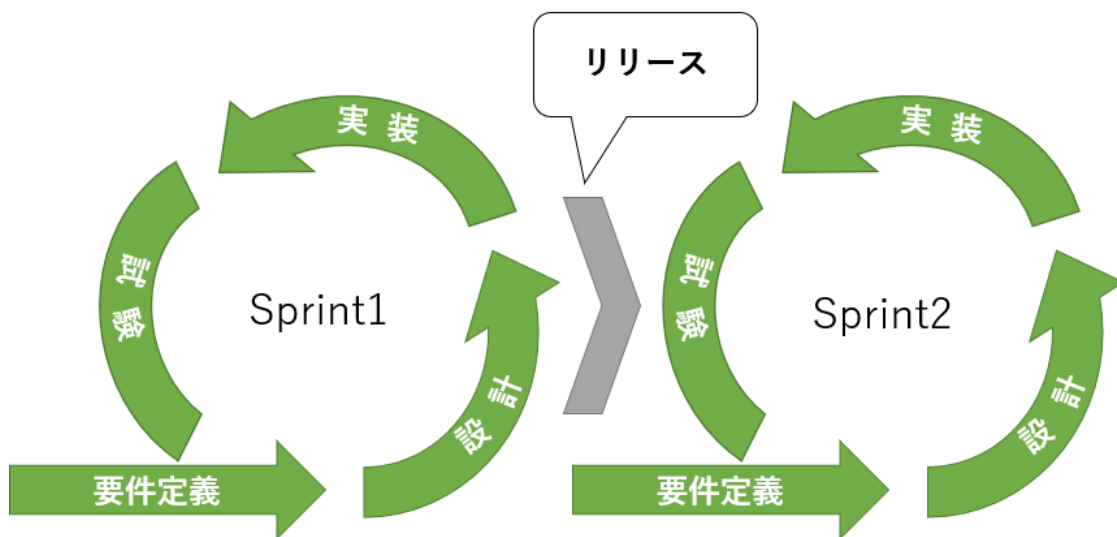 リリース
実装
試験
Sprint1
設計
要件定義
実装
試験
Sprint2
設計
要件定義